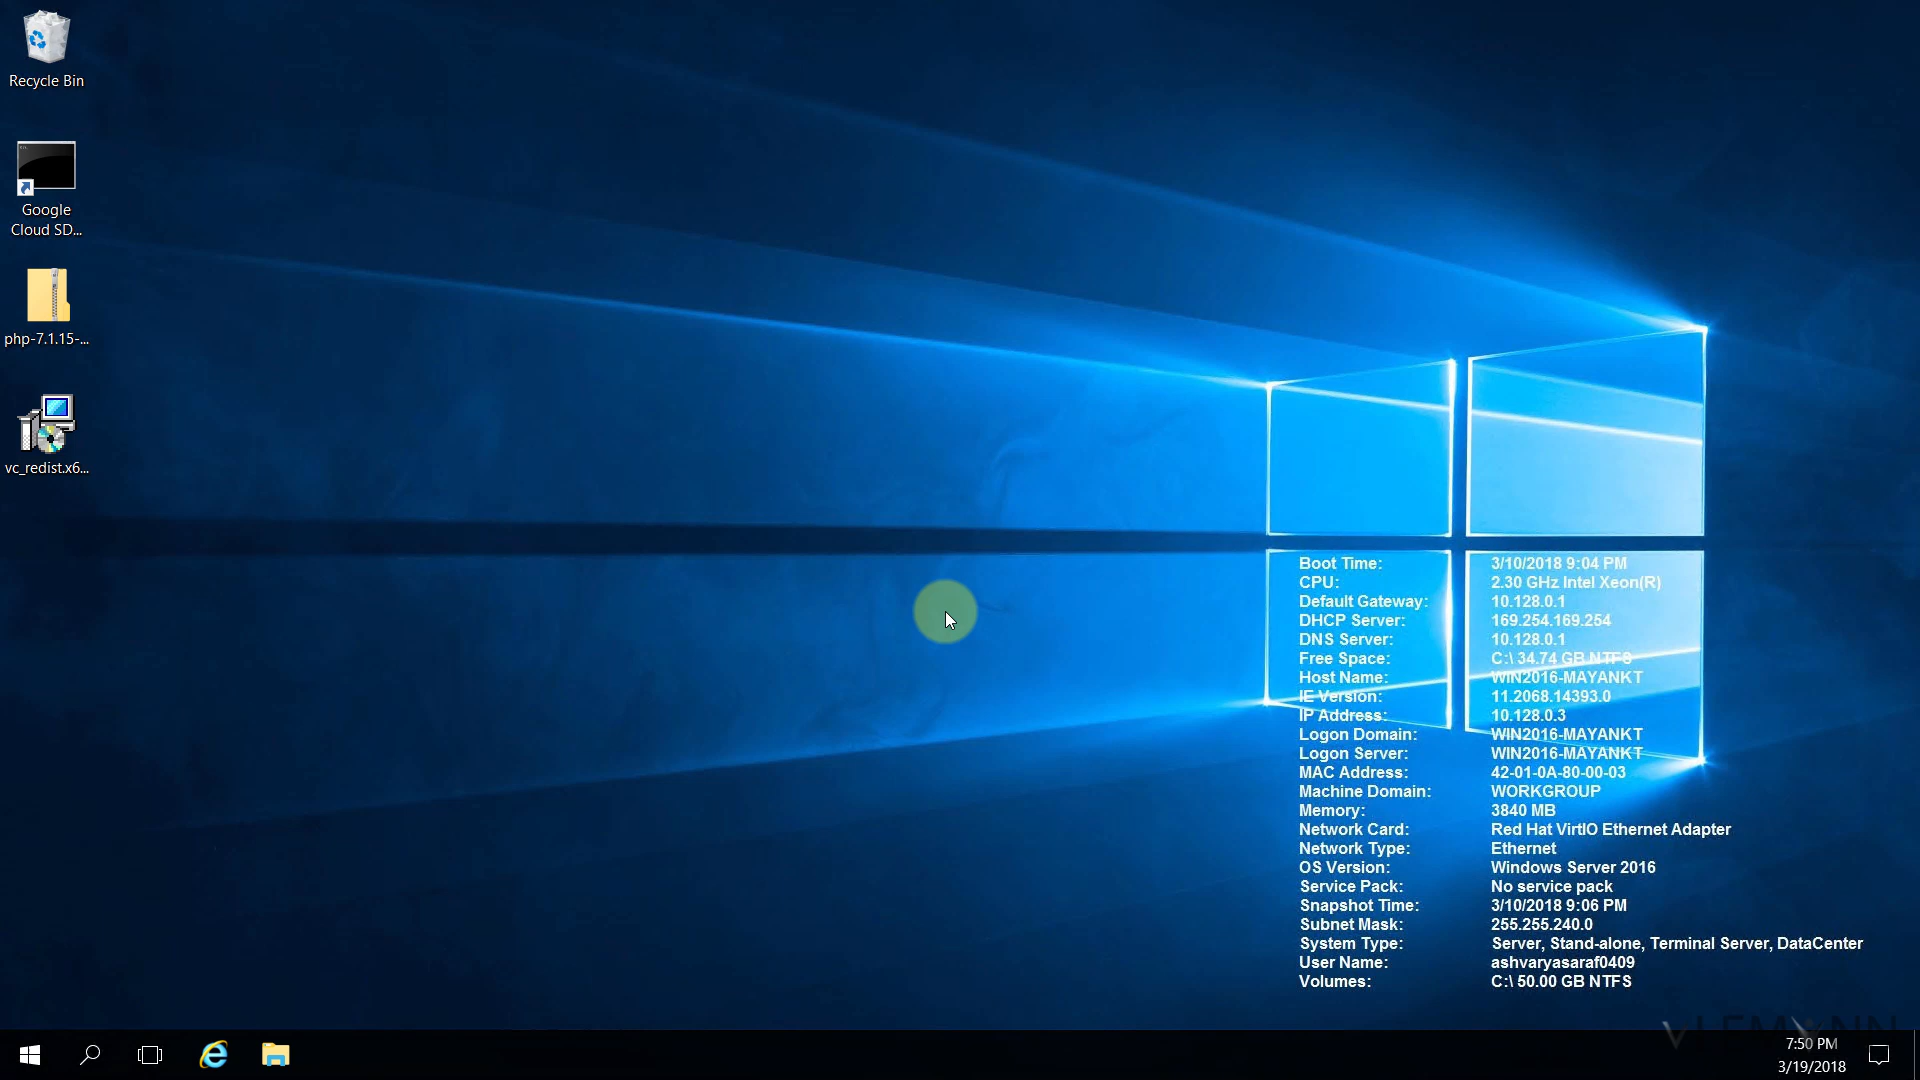 Recycle Bin
Google
Cloud SD...
php-7.1.15-...
vc_redist.x6...
Boot Time: 3/10/2018 9:04 PM
CPU: 2.30 GHz Intel Xeon(R)
Default Gateway: 10.128.0.1
DHCP Server: 169.254.169.254
DNS Server: 10.128.0.1
Free Space: C:\ 34.74 GB NTFS
Host Name: WIN2016-MAYANKT
IE Version: 11.2068.14393.0
IP Address: 10.128.0.3
Logon Domain: WIN2016-MAYANKT
Logon Server: WIN2016-MAYANKT
MAC Address: 42-01-0A-80-00-03
Machine Domain: WORKGROUP
Memory: 3840 MB
Network Card: Red Hat VirtIO Ethernet Adapter
Network Type: Ethernet
OS Version: Windows Server 2016
Service Pack: No service pack
Snapshot Time: 3/10/2018 9:06 PM
Subnet Mask: 255.255.240.0
System Type: Server, Stand-alone, Terminal Server, DataCenter
User Name: ashvaryasaraf0409
Volumes: C:\ 50.00 GB NTFS
7:50 PM
3/19/2018